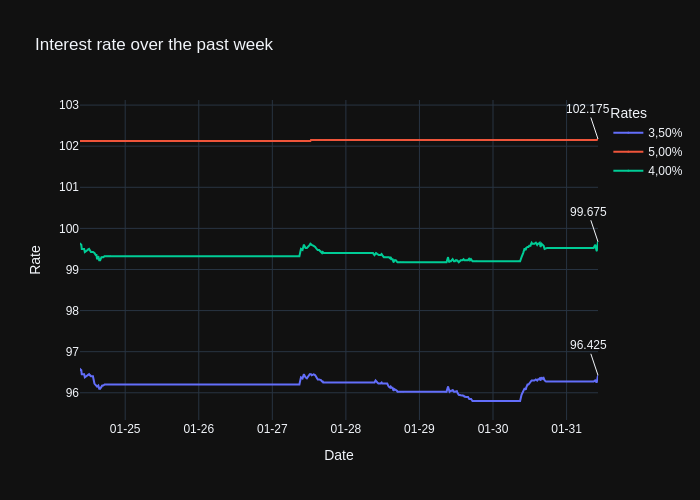 Interest rate over the past week
103
102
101
100
99
98
97
96
Rate
102.175
99.675
96.425
Rates
3,50%
5,00%
4,00%
01-25 01-26 01-27 01-28 01-29 01-30 01-31
Date